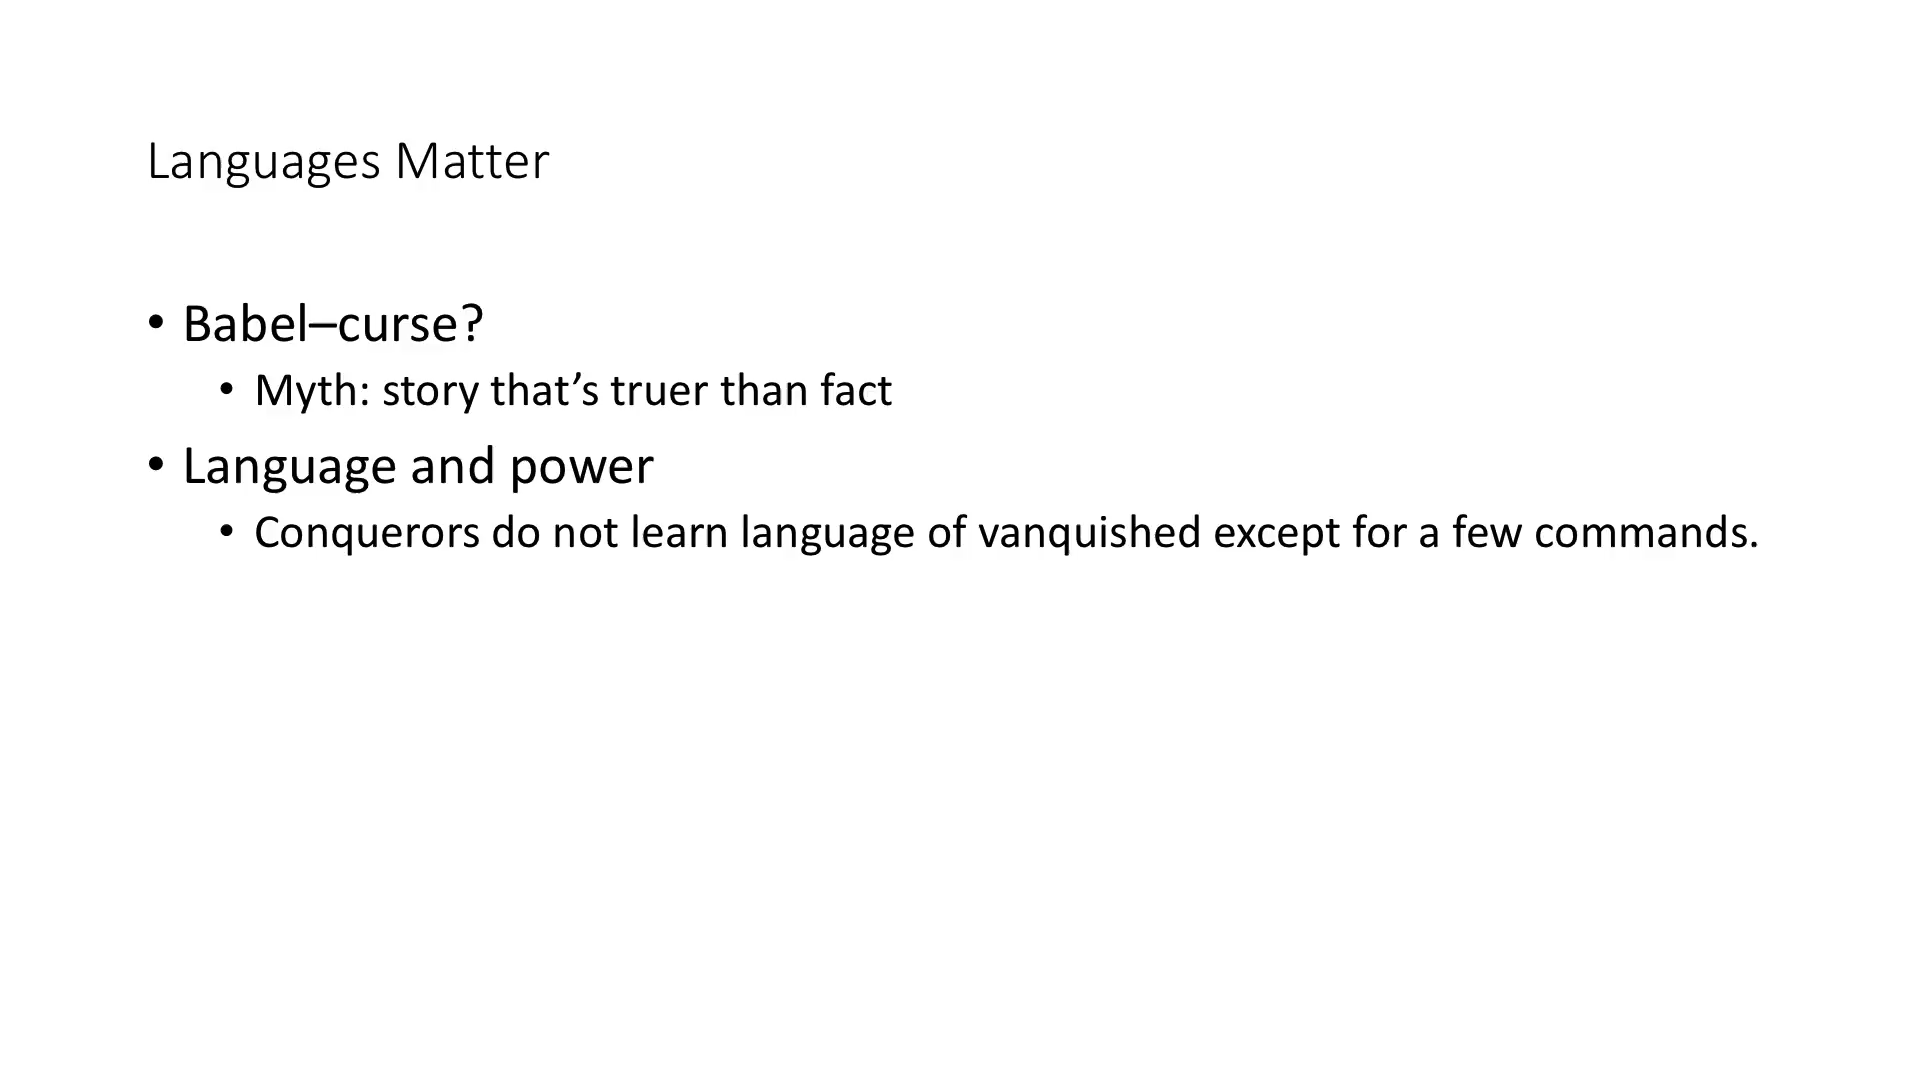 Languages Matter
• Babel–curse?
• Myth: story that’s truer than fact
• Language and power
• Conquerors do not learn language of vanquished except for a few commands.